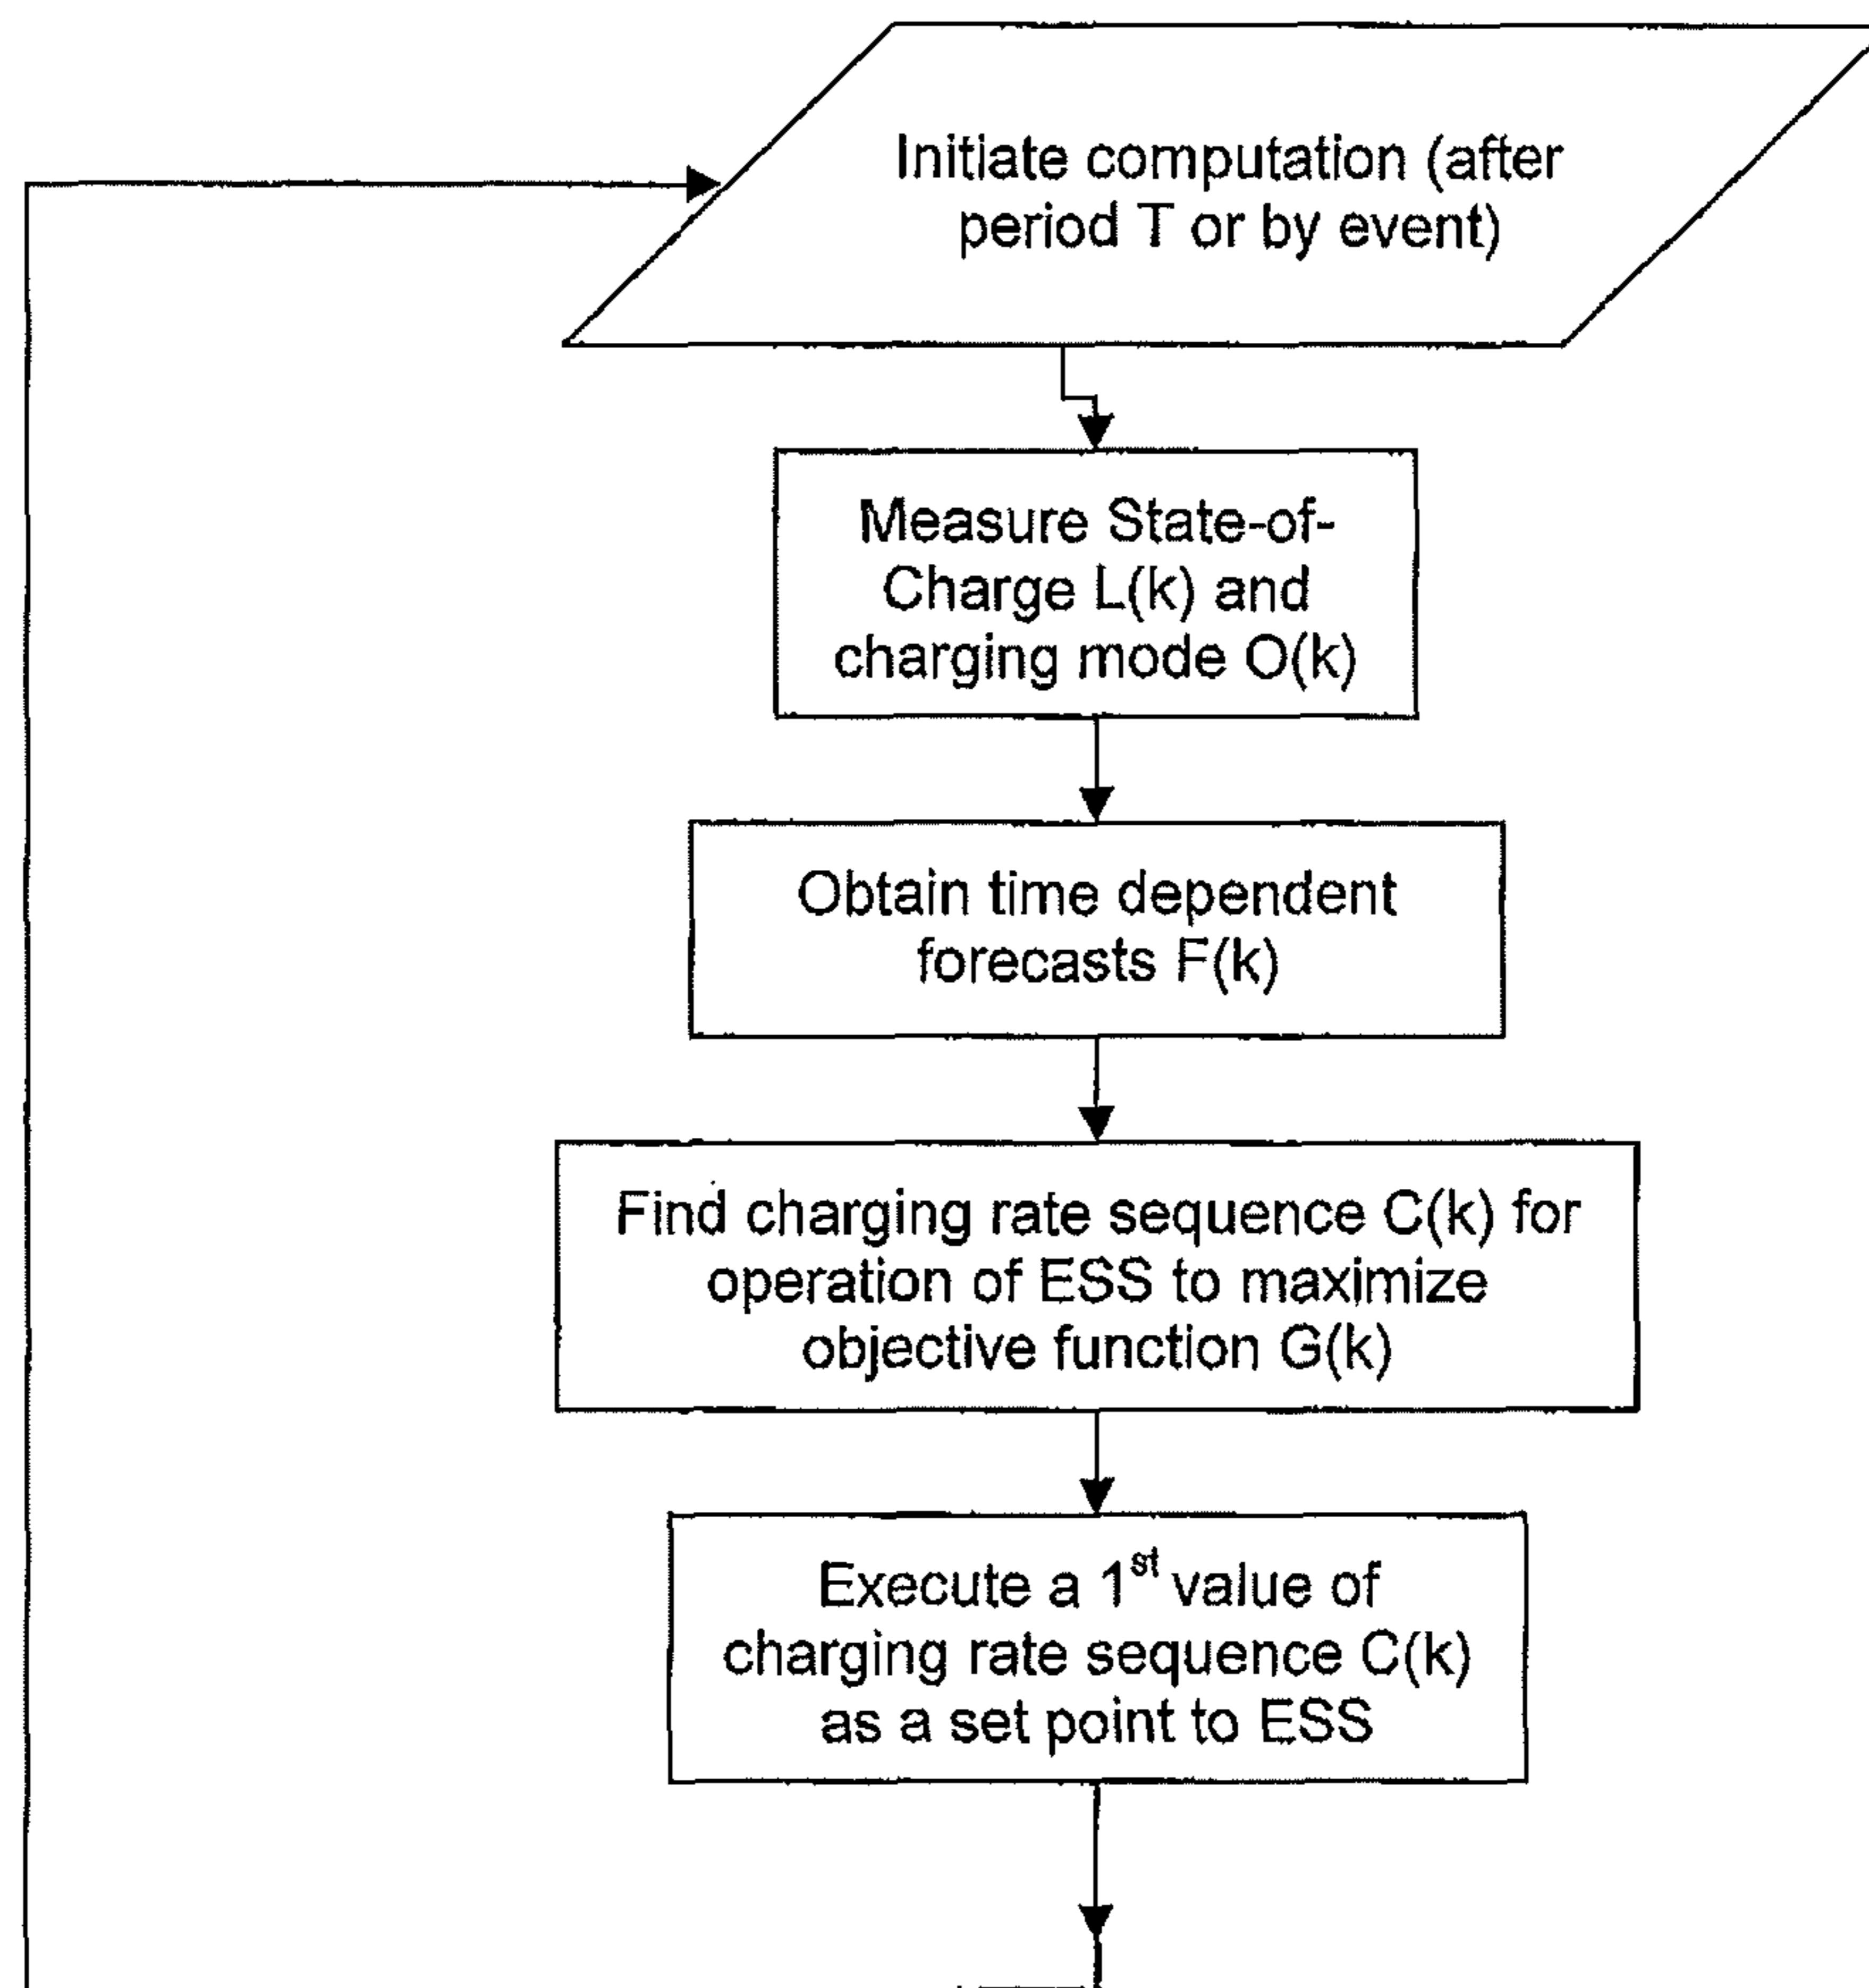 Initiate computation (after
period T or by event)
Measure State-of-
Charge L(k) and
charging mode O(k)
Obtain time dependent
forecasts F(k)
Find charging rate sequence C(k) for
operation of ESS to maximize
objective function G(k)
Execute a 1st value of
charging rate sequence C(k)
as a set point to ESS